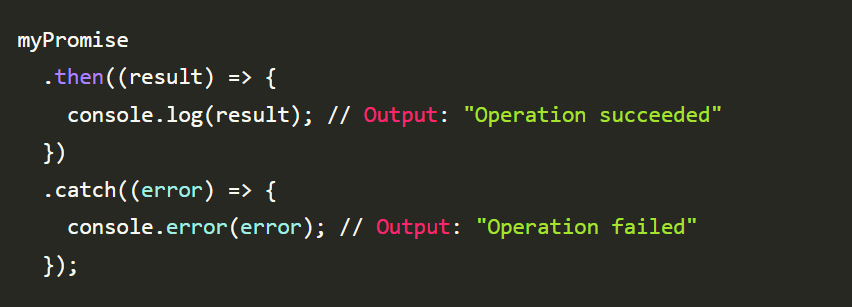 myPromise
  .then((result) => {
    console.log(result); // Output: "Operation succeeded"
  })
  .catch((error) => {
    console.error(error); // Output: "Operation failed"
  });